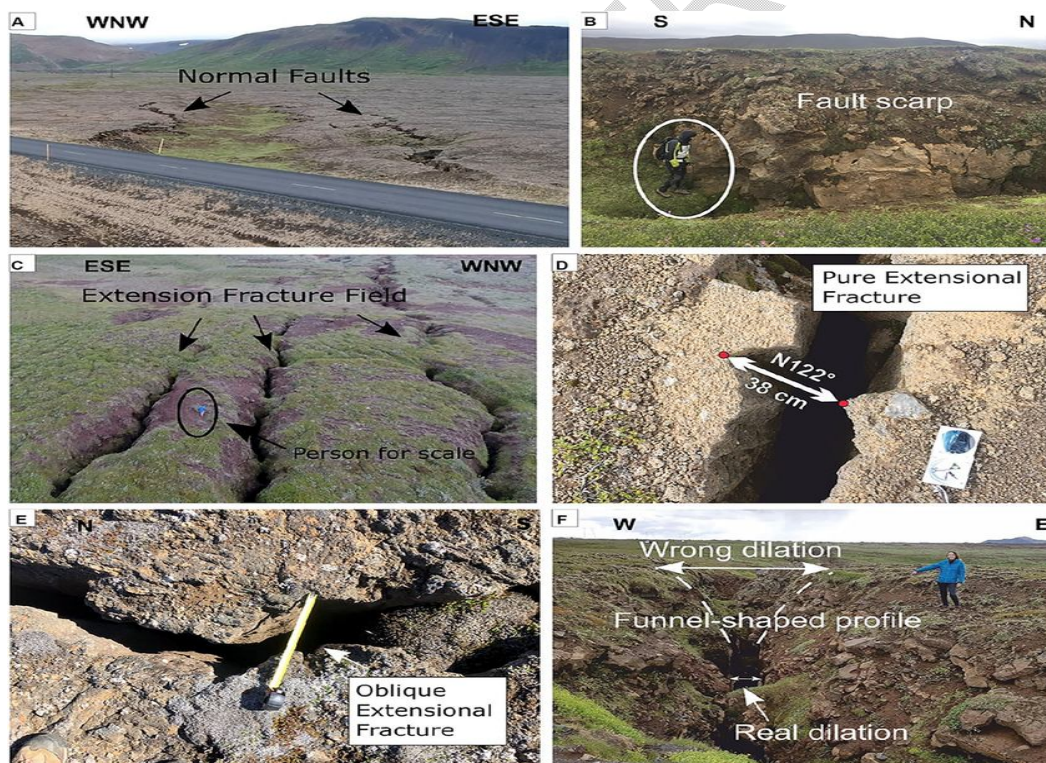 A
WNW
ESE
Normal Faults
B
S
N
Fault scarp
C
ESE
WNW
Extension Fracture Field
Person for scale
D
Pure Extensional
Fracture
N122°
38 cm
E
N
S
Oblique
Extensional
Fracture
F
W
E
Wrong dilation
Funnel-shaped profile
Real dilation